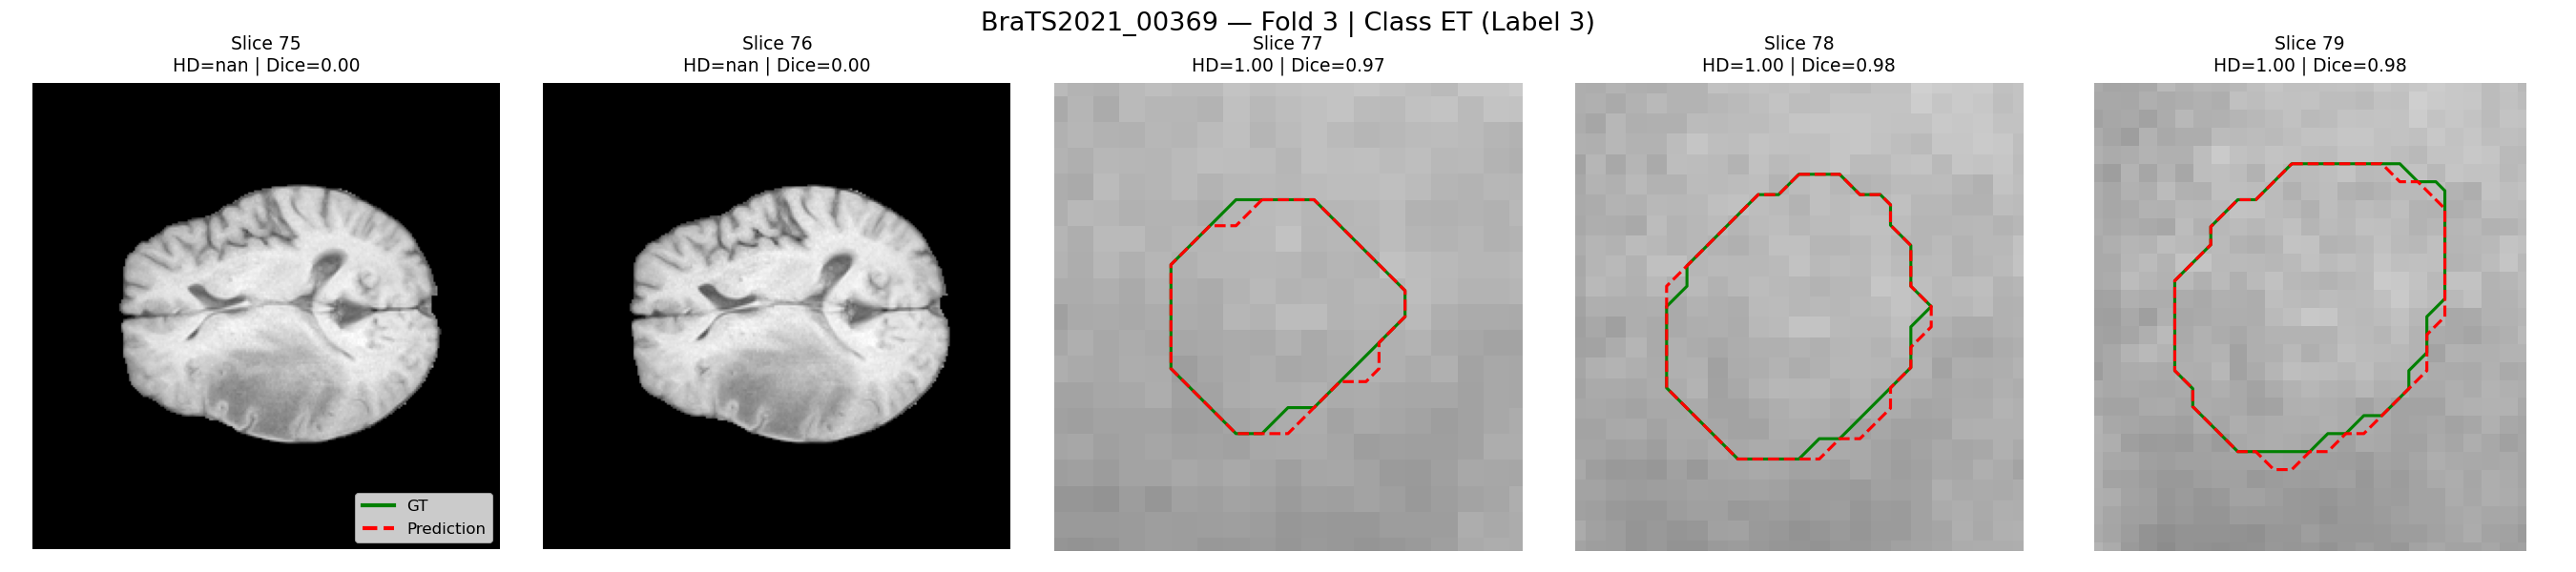 BraTS2021_00369 — Fold 3 | Class ET (Label 3)
Slice 75
HD=nan | Dice=0.00
Slice 76
HD=nan | Dice=0.00
Slice 77
HD=1.00 | Dice=0.97
Slice 78
HD=1.00 | Dice=0.98
Slice 79
HD=1.00 | Dice=0.98
GT
Prediction